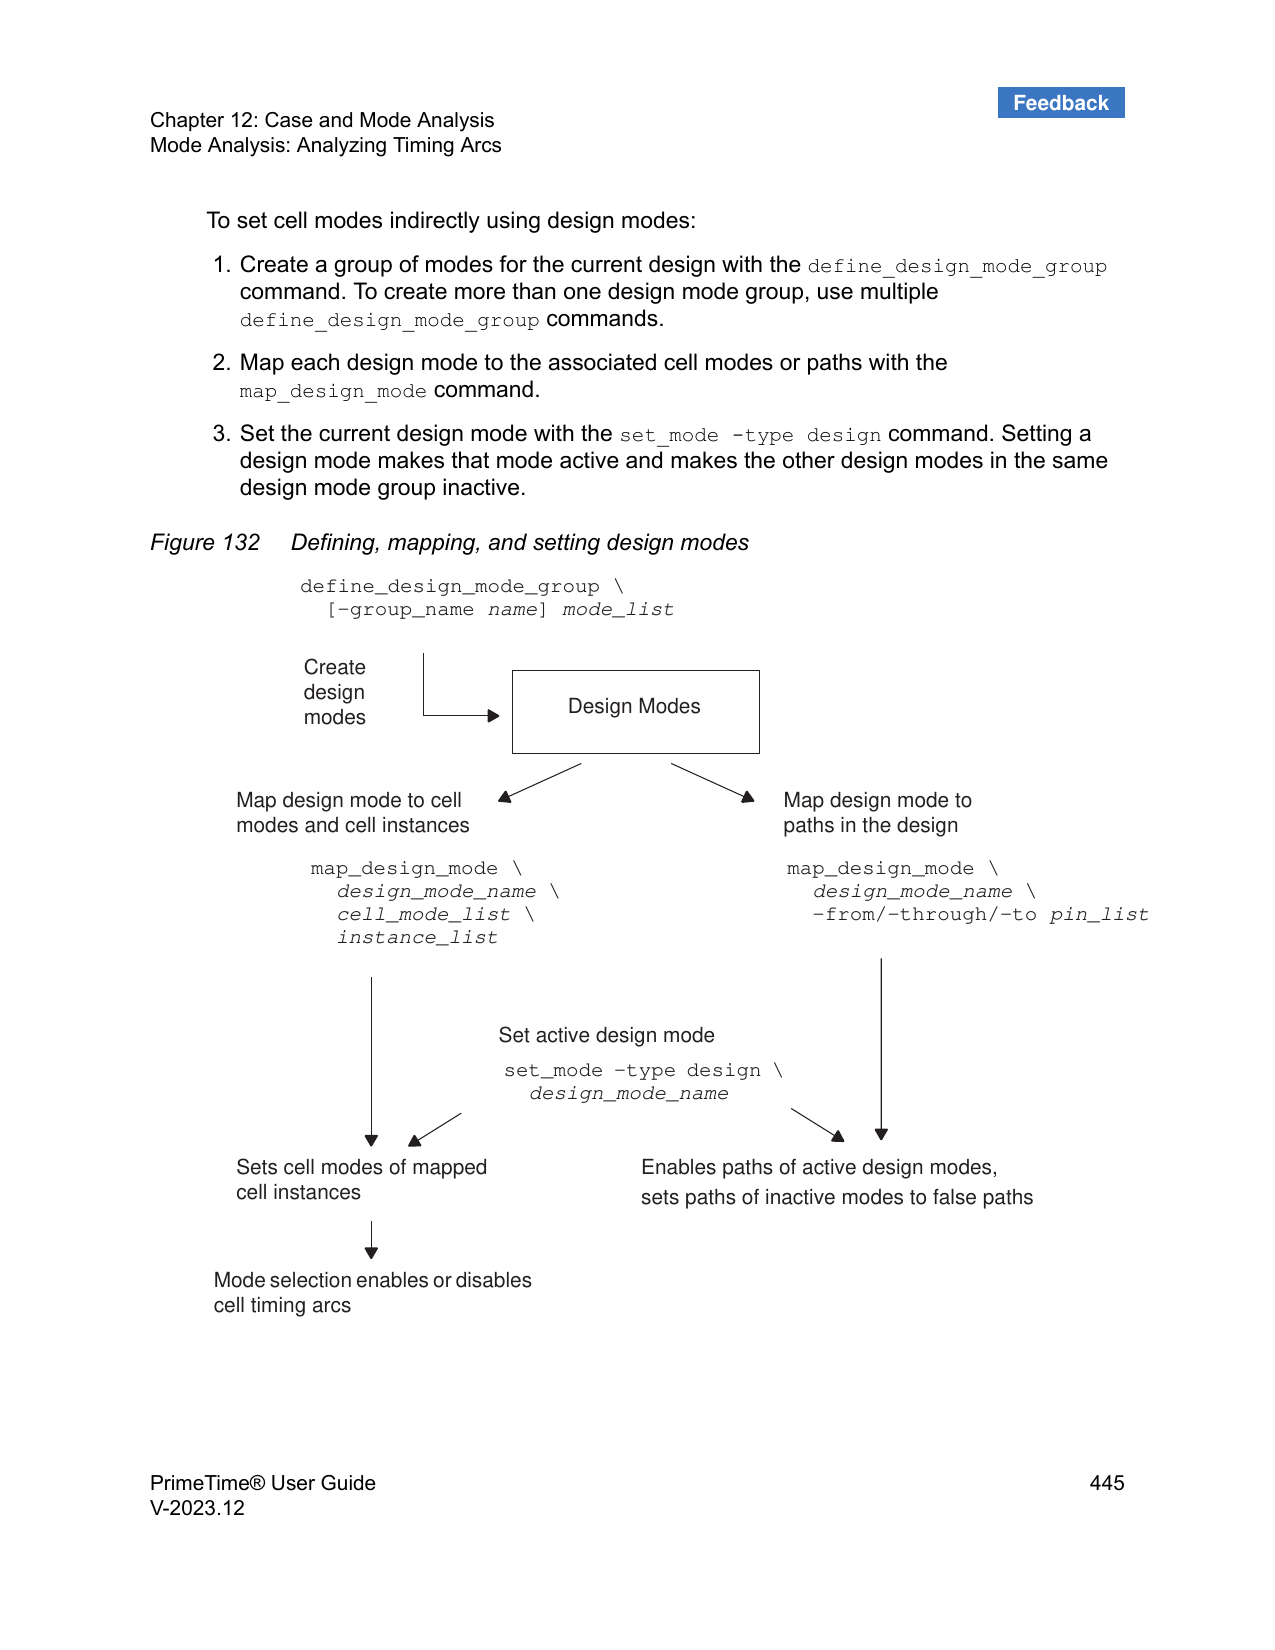 Feedback
Chapter 12: Case and Mode Analysis
Mode Analysis: Analyzing Timing Arcs
To set cell modes indirectly using design modes:
1. Create a group of modes for the current design with the define_design_mode_group
command. To create more than one design mode group, use multiple
define_design_mode_group commands.
2. Map each design mode to the associated cell modes or paths with the
map_design_mode command.
3. Set the current design mode with the set_mode -type design command. Setting a
design mode makes that mode active and makes the other design modes in the same
design mode group inactive.
Figure 132 Defining, mapping, and setting design modes
define_design_mode_group \
[-group_name name] mode_list
Create
design
modes
Design Modes
Map design mode to cell
modes and cell instances
map_design_mode \
design_mode_name \
cell_mode_list \
instance_list
Map design mode to
paths in the design
map_design_mode \
design_mode_name \
-from/-through/-to pin_list
Set active design mode
set_mode -type design \
design_mode_name
Sets cell modes of mapped
cell instances
Enables paths of active design modes,
sets paths of inactive modes to false paths
Mode selection enables or disables
cell timing arcs
PrimeTime® User Guide 445
V-2023.12